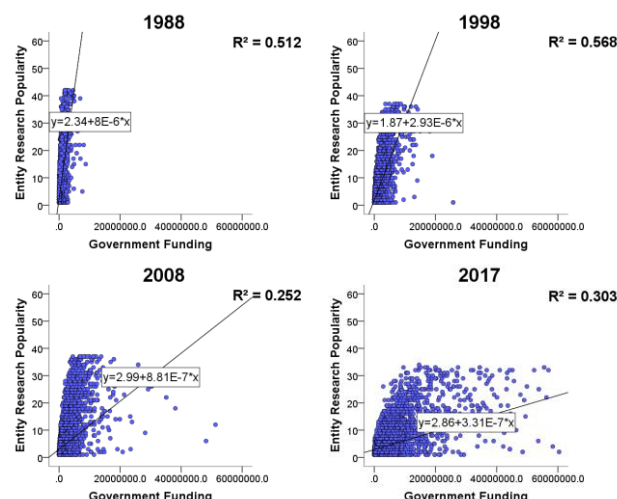 1988
R² = 0.512
Entity Research Popularity
60
50
40
30
20
10
0
y=2.34+8E-6*x
.0 20000000.0 40000000.0 60000000.0
Government Funding
1998
R² = 0.568
Entity Research Popularity
60
50
40
30
20
10
0
y=1.87+2.93E-6*x
.0 20000000.0 40000000.0 60000000.0
Government Funding
2008
R² = 0.252
Entity Research Popularity
60
50
40
30
20
10
0
y=2.99+8.81E-7*x
.0 20000000.0 40000000.0 60000000.0
Government Funding
2017
R² = 0.303
Entity Research Popularity
60
50
40
30
20
10
0
y=2.86+3.31E-7*x
.0 20000000.0 40000000.0 60000000.0
Government Funding